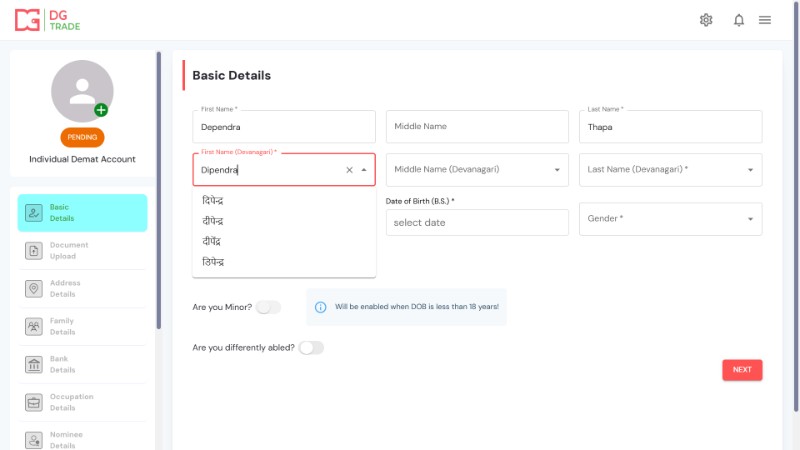 DG
TRADE
PENDING
Individual Demat Account
Basic
Details
Document
Upload
Address
Details
Family
Details
Bank
Details
Occupation
Details
Nominee
Details
Basic Details
First Name *
Dependra
Middle Name
Last Name *
Thapa
First Name (Devanagari) *
Dipendra
Middle Name (Devanagari)
Last Name (Devanagari) *
दिपेन्द्र
दीपेन्द्र
दीपेंद्र
ठिपेन्द्र
Date of Birth (B.S.) *
select date
Gender *
Are you Minor?
Will be enabled when DOB is less than 18 years!
Are you differently abled?
NEXT